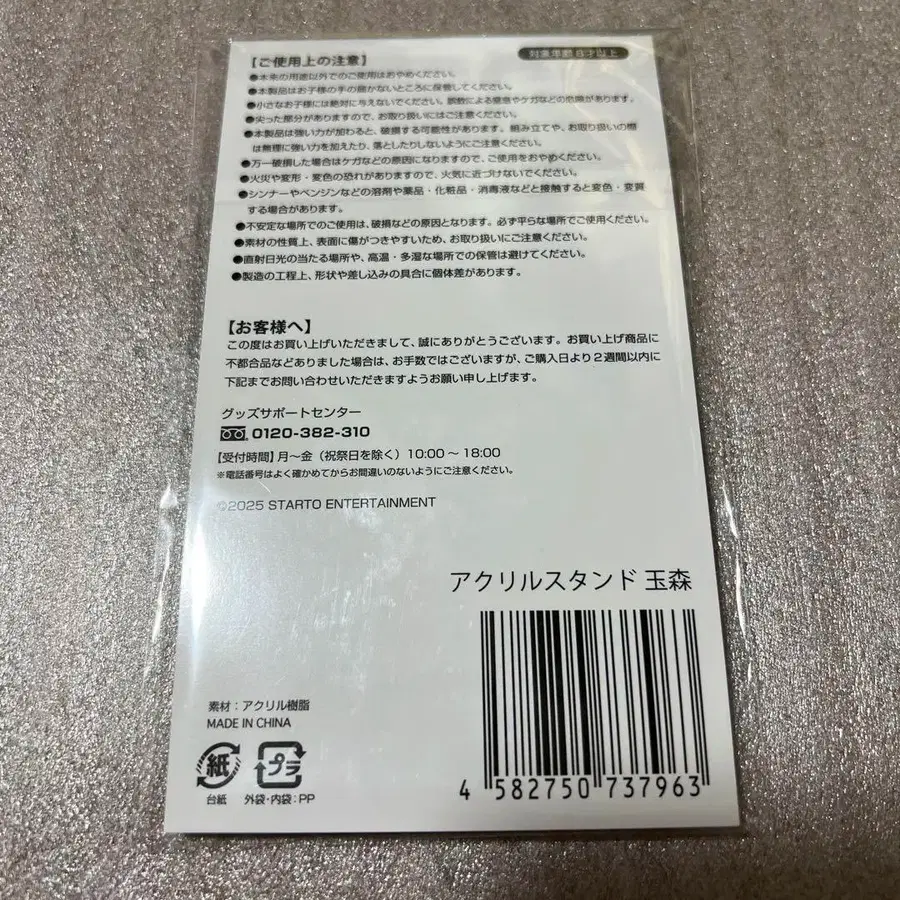 【ご使用上の注意】
対象年齢 8才以上
●本来の用途以外でのご使用はおやめください。
●本製品はお子様の手の届かないところに保管してください。
●小さなお子様には絶対に与えないでください。誤飲による窒息やケガなどの危険があります。
●尖った部分がありますので、お取り扱いにはご注意ください。
●本製品は強い力が加わると、破損する可能性があります。組み立てや、お取り扱いの際
は無理に強い力を加えたり、落としたりしないようにご注意ください。
●万一破損した場合はケガなどの原因になりますので、ご使用をおやめください。
●火災や変形・変色の恐れがありますので、火気に近づけないでください。
●シンナーやベンジンなどの溶剤や薬品・化粧品・消毒液などと接触すると変色・変質
する場合があります。
●不安定な場所でのご使用は、破損などの原因となります。必ず平らな場所でご使用ください。
●素材の性質上、表面に傷がつきやすいため、お取り扱いにご注意ください。
●直射日光の当たる場所や、高温・多湿な場所での保管は避けてください。
●製造の工程上、形状や差し込みの具合に個体差があります。
【お客様へ】
この度はお買い上げいただきまして、誠にありがとうございます。お買い上げ商品に
不都合品などありました場合は、お手数ではございますが、ご購入日より2週間以内に
下記までお問い合わせいただきますようお願い申し上げます。
グッズサポートセンター
0120-382-310
【受付時間】月～金（祝祭日を除く）10:00～18:00
※電話番号はよく確かめてからお間違いのないようにご注意ください。
©2025 STARTO ENTERTAINMENT
アクリルスタンド 玉森
素材：アクリル樹脂
MADE IN CHINA
紙
プラ
台紙
外袋・内袋：PP
4 582750 737963